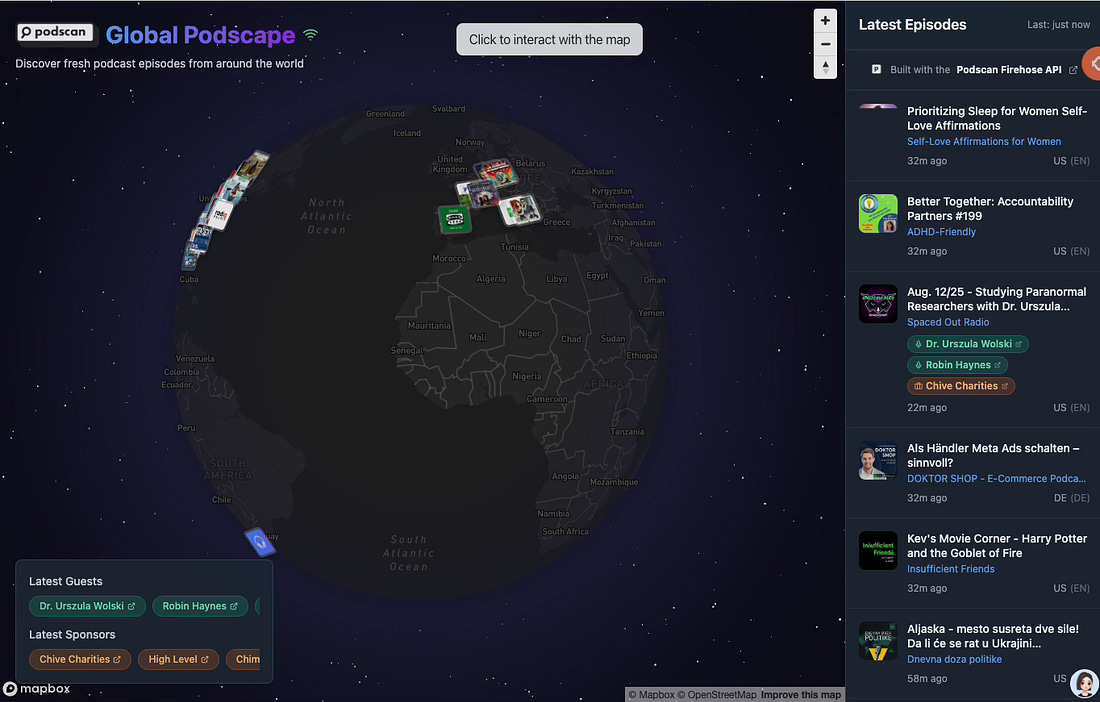 podscan
Global Podscape
Discover fresh podcast episodes from around the world
Click to interact with the map
+
−
Greenland
Svalbard
Iceland
Norway
United
Kingdom
Belarus
Kazakhstan
Kyrgyzstan
Turkmenistan
Greece
Afghanistan
Iraq
Pakistan
North
Atlantic
Ocean
Tunisia
Morocco
Algeria
Libya
Egypt
Oman
Cuba
Mauritania
Mali
Niger
Chad
Sudan
Yemen
Senegal
Ethiopia
Nigeria
AFRICA
Cameroon
Venezuela
Colombia
Ecuador
Peru
Tanzania
SOUTH
AMERICA
Angola
Mozambique
Chile
Namibia
South Africa
South
Atlantic
Ocean
Latest Guests
Dr. Urszula Wolski
Robin Haynes
Latest Sponsors
Chive Charities
High Level
Chim
mapbox
© Mapbox © OpenStreetMap Improve this map
Latest Episodes
Last: just now
Built with the Podscan Firehose API
Prioritizing Sleep for Women Self-
Love Affirmations
Self-Love Affirmations for Women
32m ago
US (EN)
Better Together: Accountability
Partners #199
ADHD-Friendly
32m ago
US (EN)
Aug. 12/25 - Studying Paranormal
Researchers with Dr. Urszula...
Spaced Out Radio
Dr. Urszula Wolski
Robin Haynes
Chive Charities
22m ago
US (EN)
DOKTOR
SHOP
Als Händler Meta Ads schalten –
sinnvoll?
DOKTOR SHOP - E-Commerce Podca...
32m ago
DE (DE)
Insufficient
Friends
Kev's Movie Corner - Harry Potter
and the Goblet of Fire
Insufficient Friends
32m ago
US (EN)
DNEVNA DOZA
POLITIKE
Aljaska - mesto susreta dve sile!
Da li će se rat u Ukrajini...
Dnevna doza politike
58m ago
US